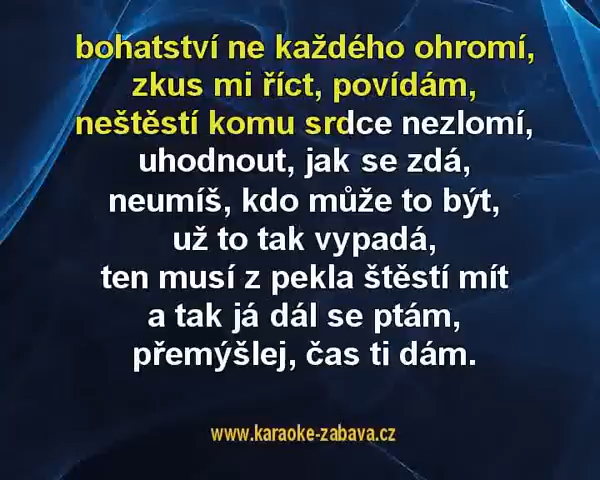 bohatství ne každého ohromí,
zkus mi říct, povídám,
neštěstí komu srdce nezlomí,
uhodnout, jak se zdá,
neumíš, kdo může to být,
už to tak vypadá,
ten musí z pekla štěstí mít
a tak já dál se ptám,
přemýšlej, čas ti dám.
www.karaoke-zabava.cz